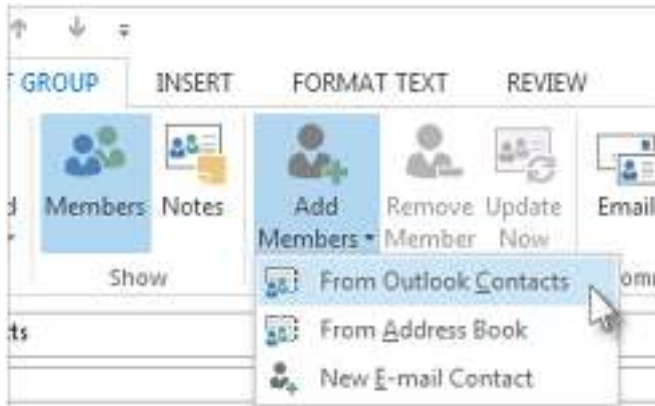 GROUP INSERT FORMAT TEXT REVIEW
Members Notes Add Members Remove Member Update Now Email
Show
From Outlook Contacts
ts
From Address Book
New E-mail Contact